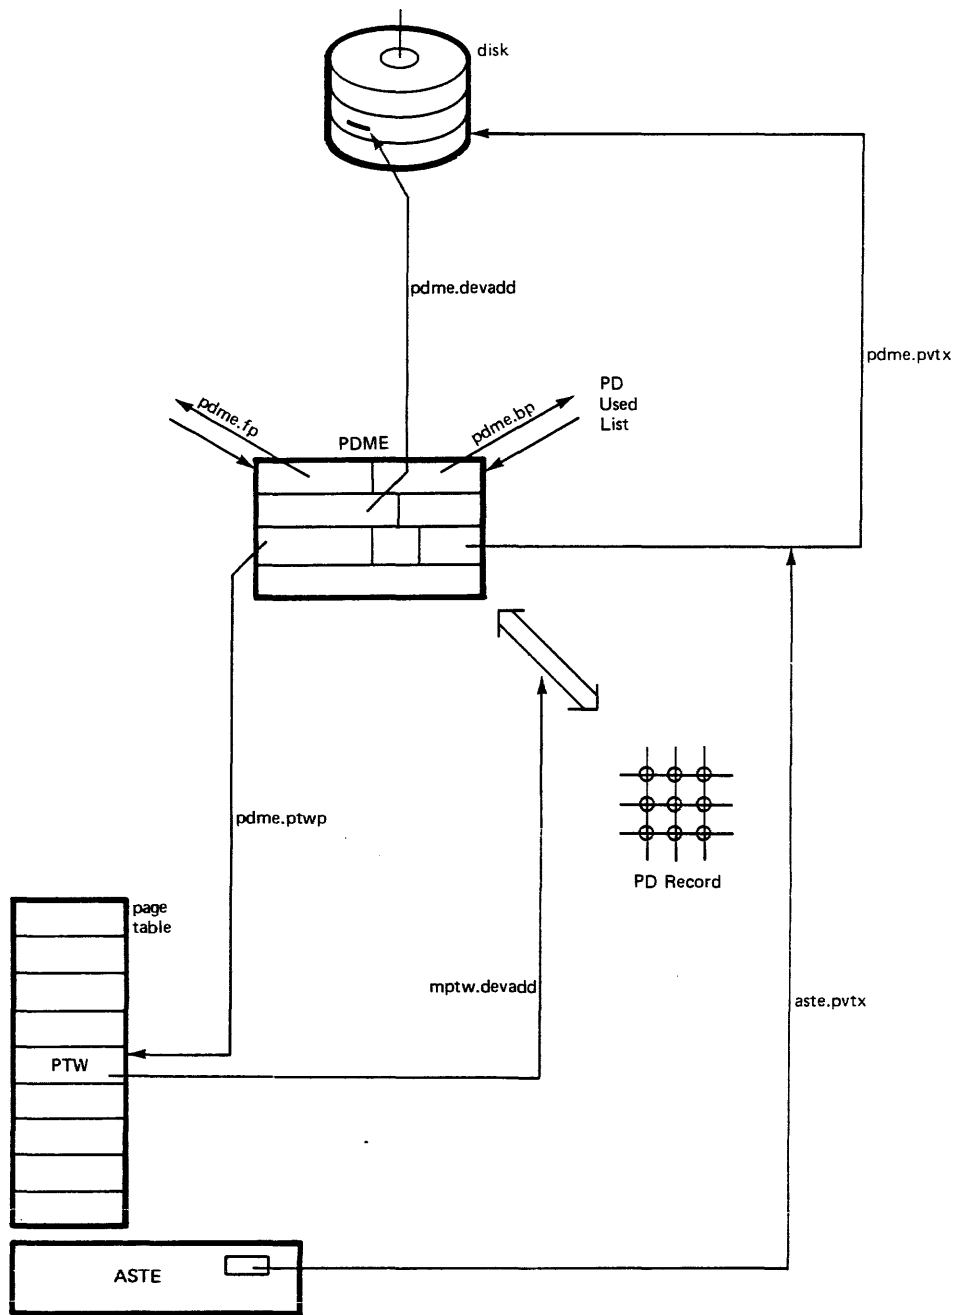 disk
pdme.devadd
pdme.pvtx
pdme.fp
pdme.bp
PD
Used
List
PDME
pdme.ptwp
PD Record
page
table
mptw.devadd
aste.pvtx
PTW
ASTE